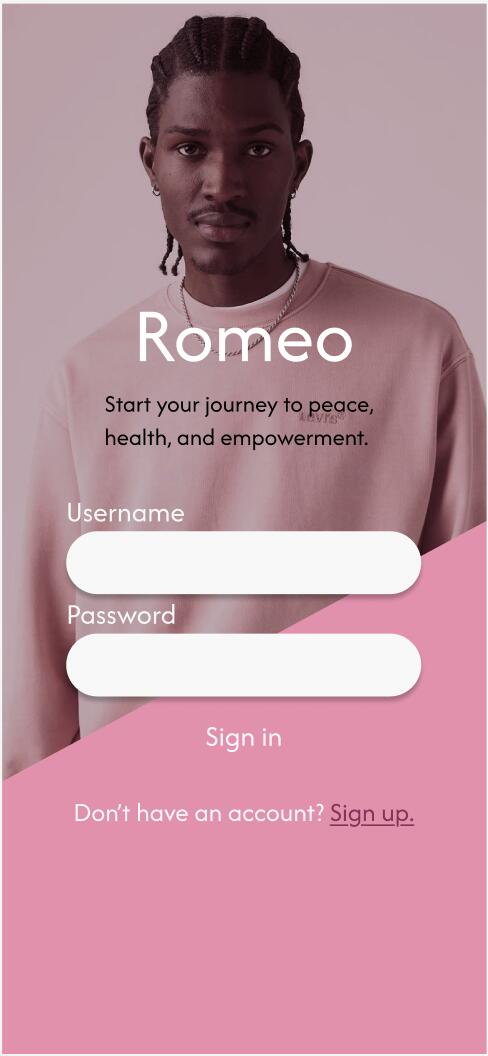 Romeo
Start your journey to peace,
health, and empowerment.
Username
Password
Sign in
Don’t have an account? Sign up.